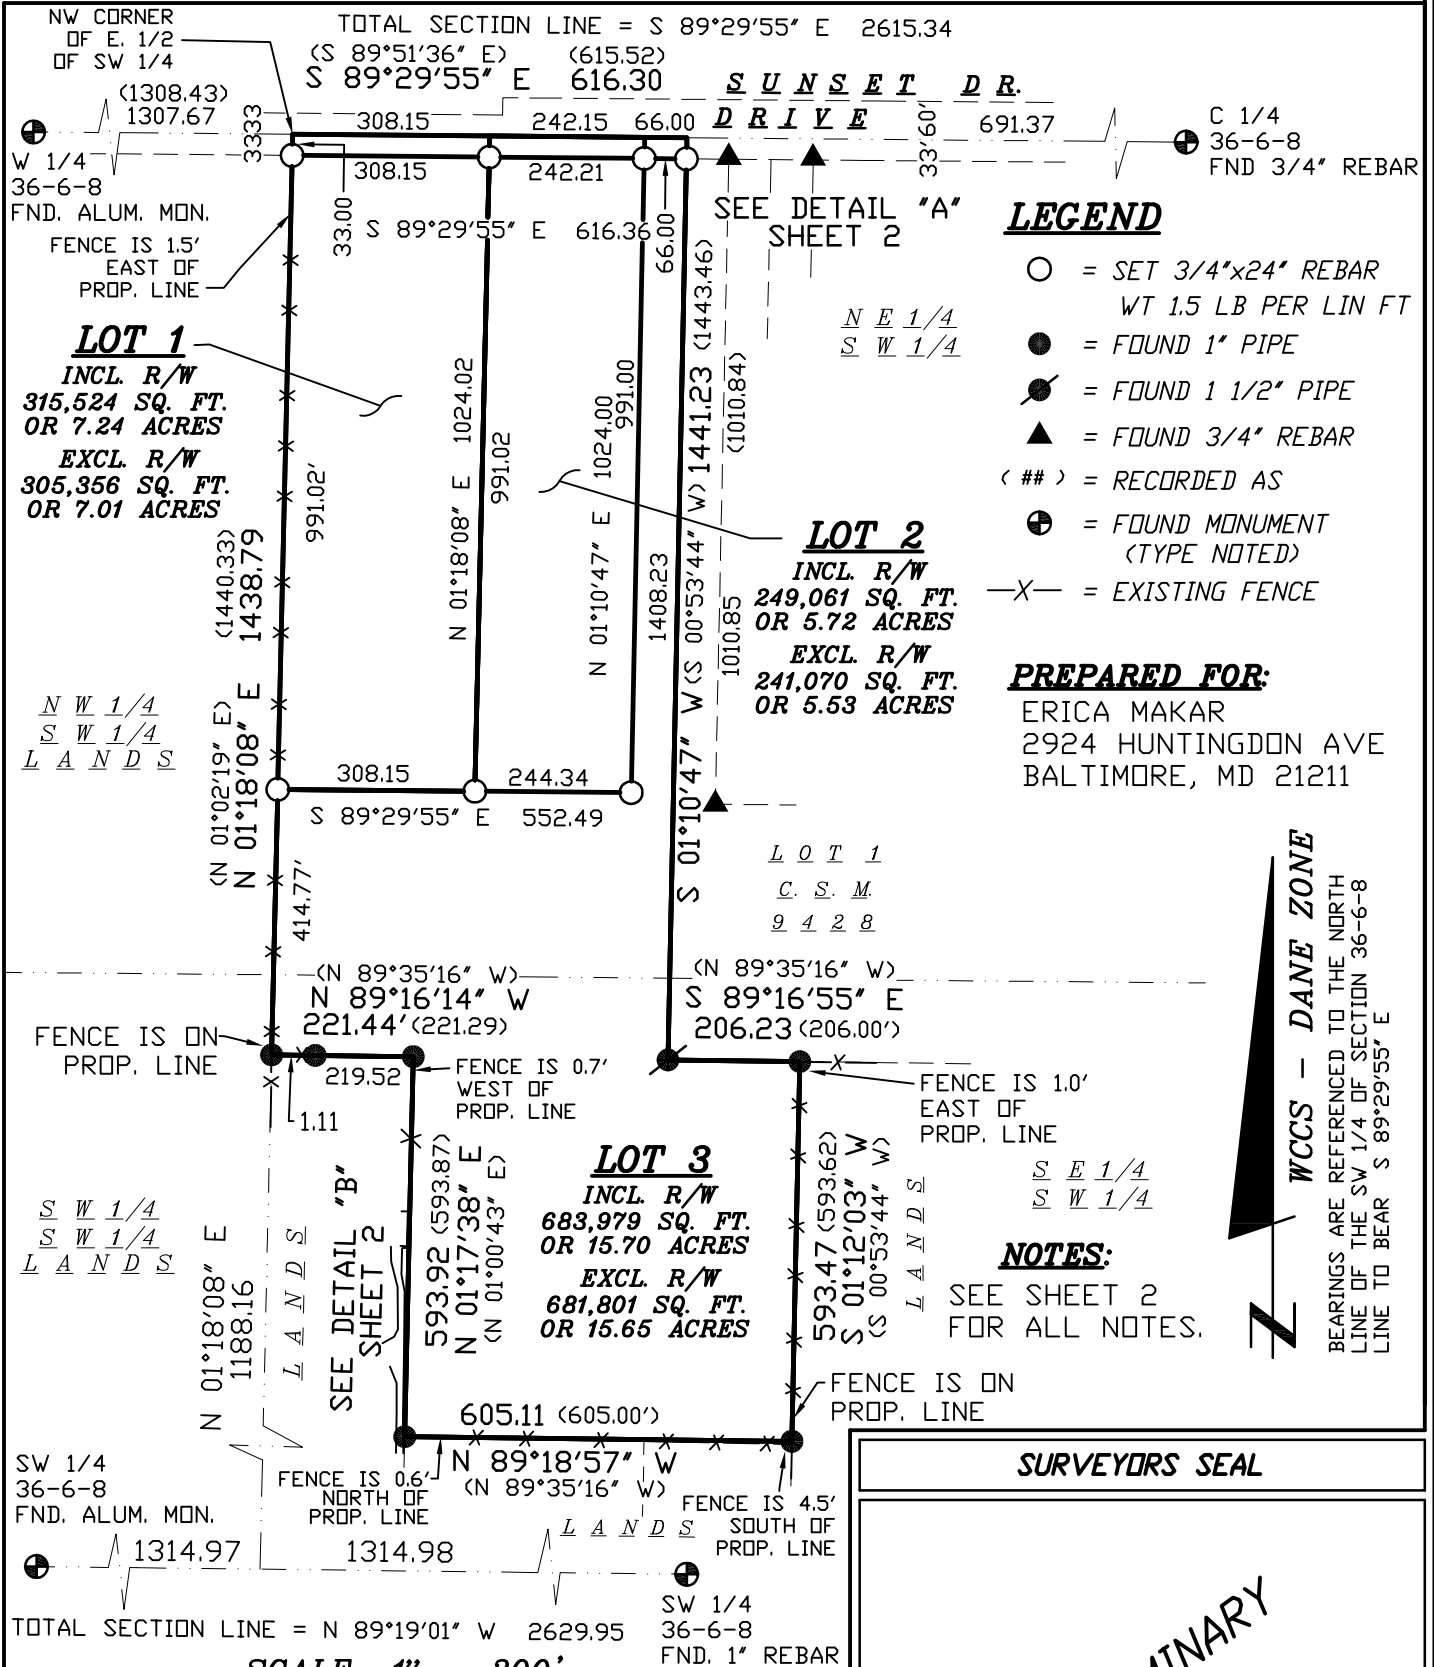 NW CORNER
OF E. 1/2
OF SW 1/4
TOTAL SECTION LINE = S 89°29'55" E 2615.34
(S 89°51'36" E) (615.52)
S 89°29'55" E 616.30
SUNSET DR.
DRIVE
(1308.43)
1307.67
3333
308.15
242.15
66.00
33'60'
691.37
C 1/4
36-6-8
FND 3/4" REBAR
W 1/4
36-6-8
FND. ALUM. MON.
308.15
242.21
33.00
S 89°29'55" E 616.36
66.00
SEE DETAIL "A"
SHEET 2
FENCE IS 1.5'
EAST OF
PROP. LINE
LEGEND
= SET 3/4"x24" REBAR
WT 1.5 LB PER LIN FT
= FOUND 1" PIPE
= FOUND 1 1/2" PIPE
= FOUND 3/4" REBAR
( ## ) = RECORDED AS
= FOUND MONUMENT
(TYPE NOTED)
—X— = EXISTING FENCE
NE 1/4
SW 1/4
LOT 1
INCL. R/W
315,524 SQ. FT.
OR 7.24 ACRES
EXCL. R/W
305,356 SQ. FT.
OR 7.01 ACRES
991.02'
N 01°18'08" E 1024.02
991.02
N 01°10'47" E 1024.00
991.00
1408.23
S 01°10'47" W (S 00°53'44" W) 1441.23 (1443.46)
(1010.84)
1010.85
(1440.33)
1438.79
(N 01°02'19" E)
N 01°18'08" E
LOT 2
INCL. R/W
249,061 SQ. FT.
OR 5.72 ACRES
EXCL. R/W
241,070 SQ. FT.
OR 5.53 ACRES
PREPARED FOR:
ERICA MAKAR
2924 HUNTINGDON AVE
BALTIMORE, MD 21211
NW 1/4
SW 1/4
LANDS
308.15
244.34
S 89°29'55" E 552.49
414.77'
LOT 1
C.S.M.
9428
(N 89°35'16" W)
N 89°16'14" W
221.44' (221.29)
(N 89°35'16" W)
S 89°16'55" E
206.23 (206.00')
FENCE IS ON
PROP. LINE
219.52
1.11
FENCE IS 0.7'
WEST OF
PROP. LINE
FENCE IS 1.0'
EAST OF
PROP. LINE
WCCS - DANE ZONE
BEARINGS ARE REFERENCED TO THE NORTH
LINE OF THE SW 1/4 OF SECTION 36-6-8
LINE TO BEAR S 89°29'55" E
LOT 3
INCL. R/W
683,979 SQ. FT.
OR 15.70 ACRES
EXCL. R/W
681,801 SQ. FT.
OR 15.65 ACRES
593.92 (593.87)
N 01°17'38" E
(N 01°00'43" E)
593.47 (593.62)
S 01°12'03" W
(S 00°53'44" W)
LANDS
SE 1/4
SW 1/4
SW 1/4
SW 1/4
LANDS
N 01°18'08" E
1188.16
LANDS
SEE DETAIL "B"
SHEET 2
NOTES:
SEE SHEET 2
FOR ALL NOTES.
FENCE IS ON
PROP. LINE
605.11 (605.00')
N 89°18'57" W
(N 89°35'16" W)
FENCE IS 0.6'
NORTH OF
PROP. LINE
FENCE IS 4.5'
SOUTH OF
PROP. LINE
LANDS
SW 1/4
36-6-8
FND. ALUM. MON.
1314.97
1314.98
TOTAL SECTION LINE = N 89°19'01" W 2629.95
SW 1/4
36-6-8
FND. 1" REBAR
SURVEYORS SEAL